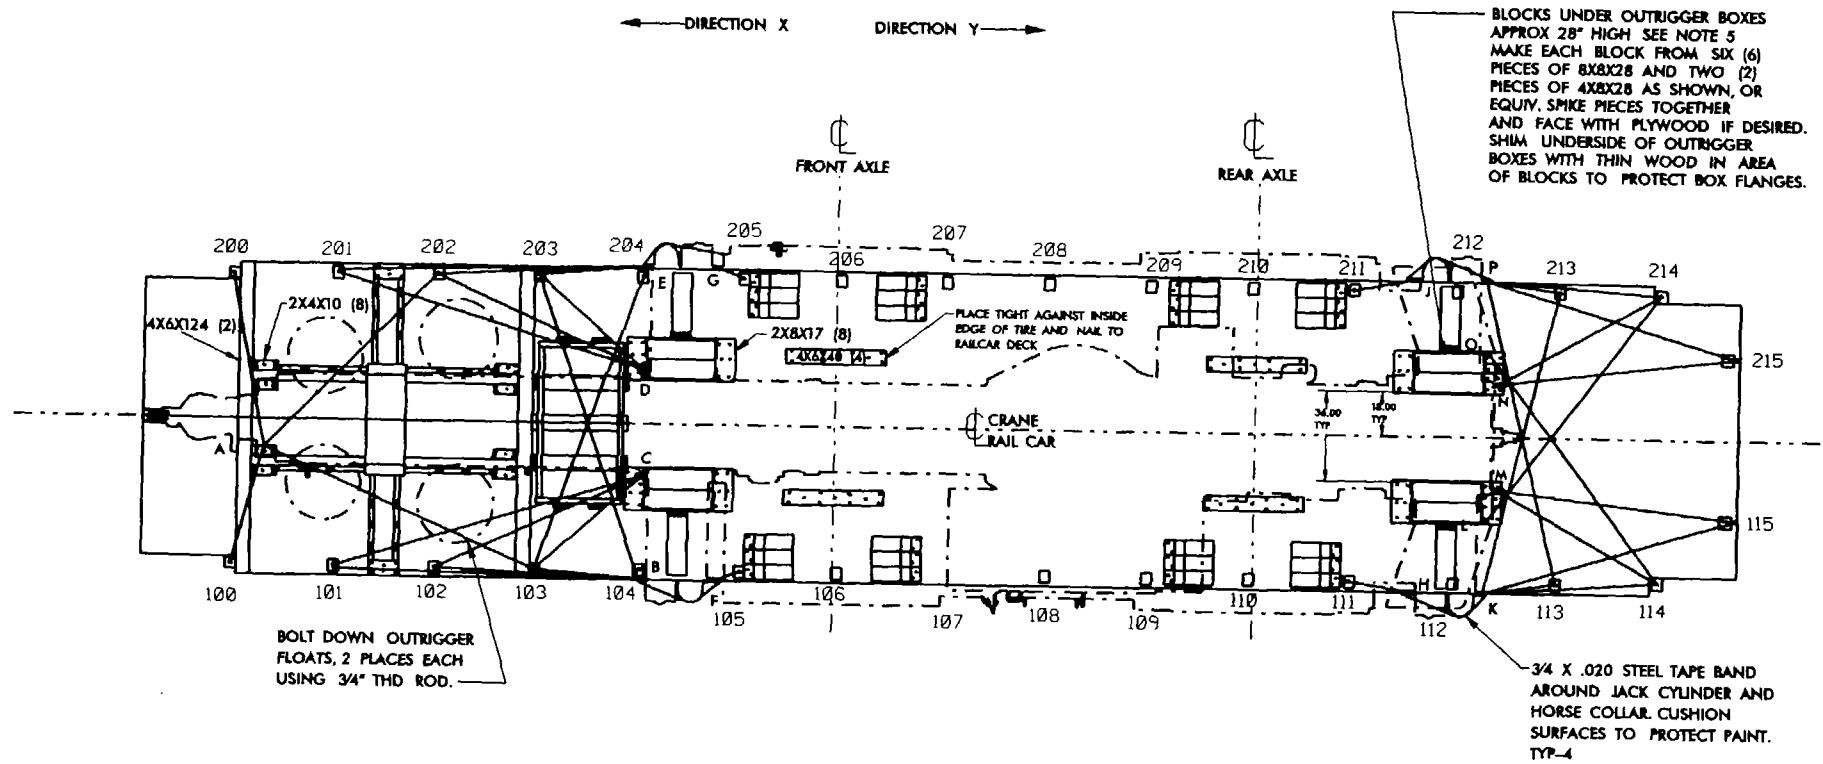 DIRECTION X
DIRECTION Y
BLOCKS UNDER OUTRIGGER BOXES
APPROX 28" HIGH SEE NOTE 5
MAKE EACH BLOCK FROM SIX (6)
PIECES OF 8X8X28 AND TWO (2)
PIECES OF 4X8X28 AS SHOWN, OR
EQUIV. SPIKE PIECES TOGETHER
AND FACE WITH PLYWOOD IF DESIRED.
SHIM UNDERSIDE OF OUTRIGGER
BOXES WITH THIN WOOD IN AREA
OF BLOCKS TO PROTECT BOX FLANGES.
CL
FRONT AXLE
CL
REAR AXLE
200
201
202
203
204
205
206
207
208
209
210
211
212
213
214
E
G
J
P
2X4X10 (8)
4X6X124 (2)
2X8X17 (8)
PLACE TIGHT AGAINST INSIDE
EDGE OF TIRE AND NAIL TO
RAILCAR DECK
4X6X48 (4)
O
215
D
N
36.00
TYP
18.00
TYP
CL
CRANE
RAIL CAR
A
C
M
L
115
B
F
H
K
100
101
102
103
104
105
106
107
108
109
110
111
112
113
114
BOLT DOWN OUTRIGGER
FLOATS, 2 PLACES EACH
USING 3/4" THD ROD.
3/4 X .020 STEEL TAPE BAND
AROUND JACK CYLINDER AND
HORSE COLLAR. CUSHION
SURFACES TO PROTECT PAINT.
TYP-4